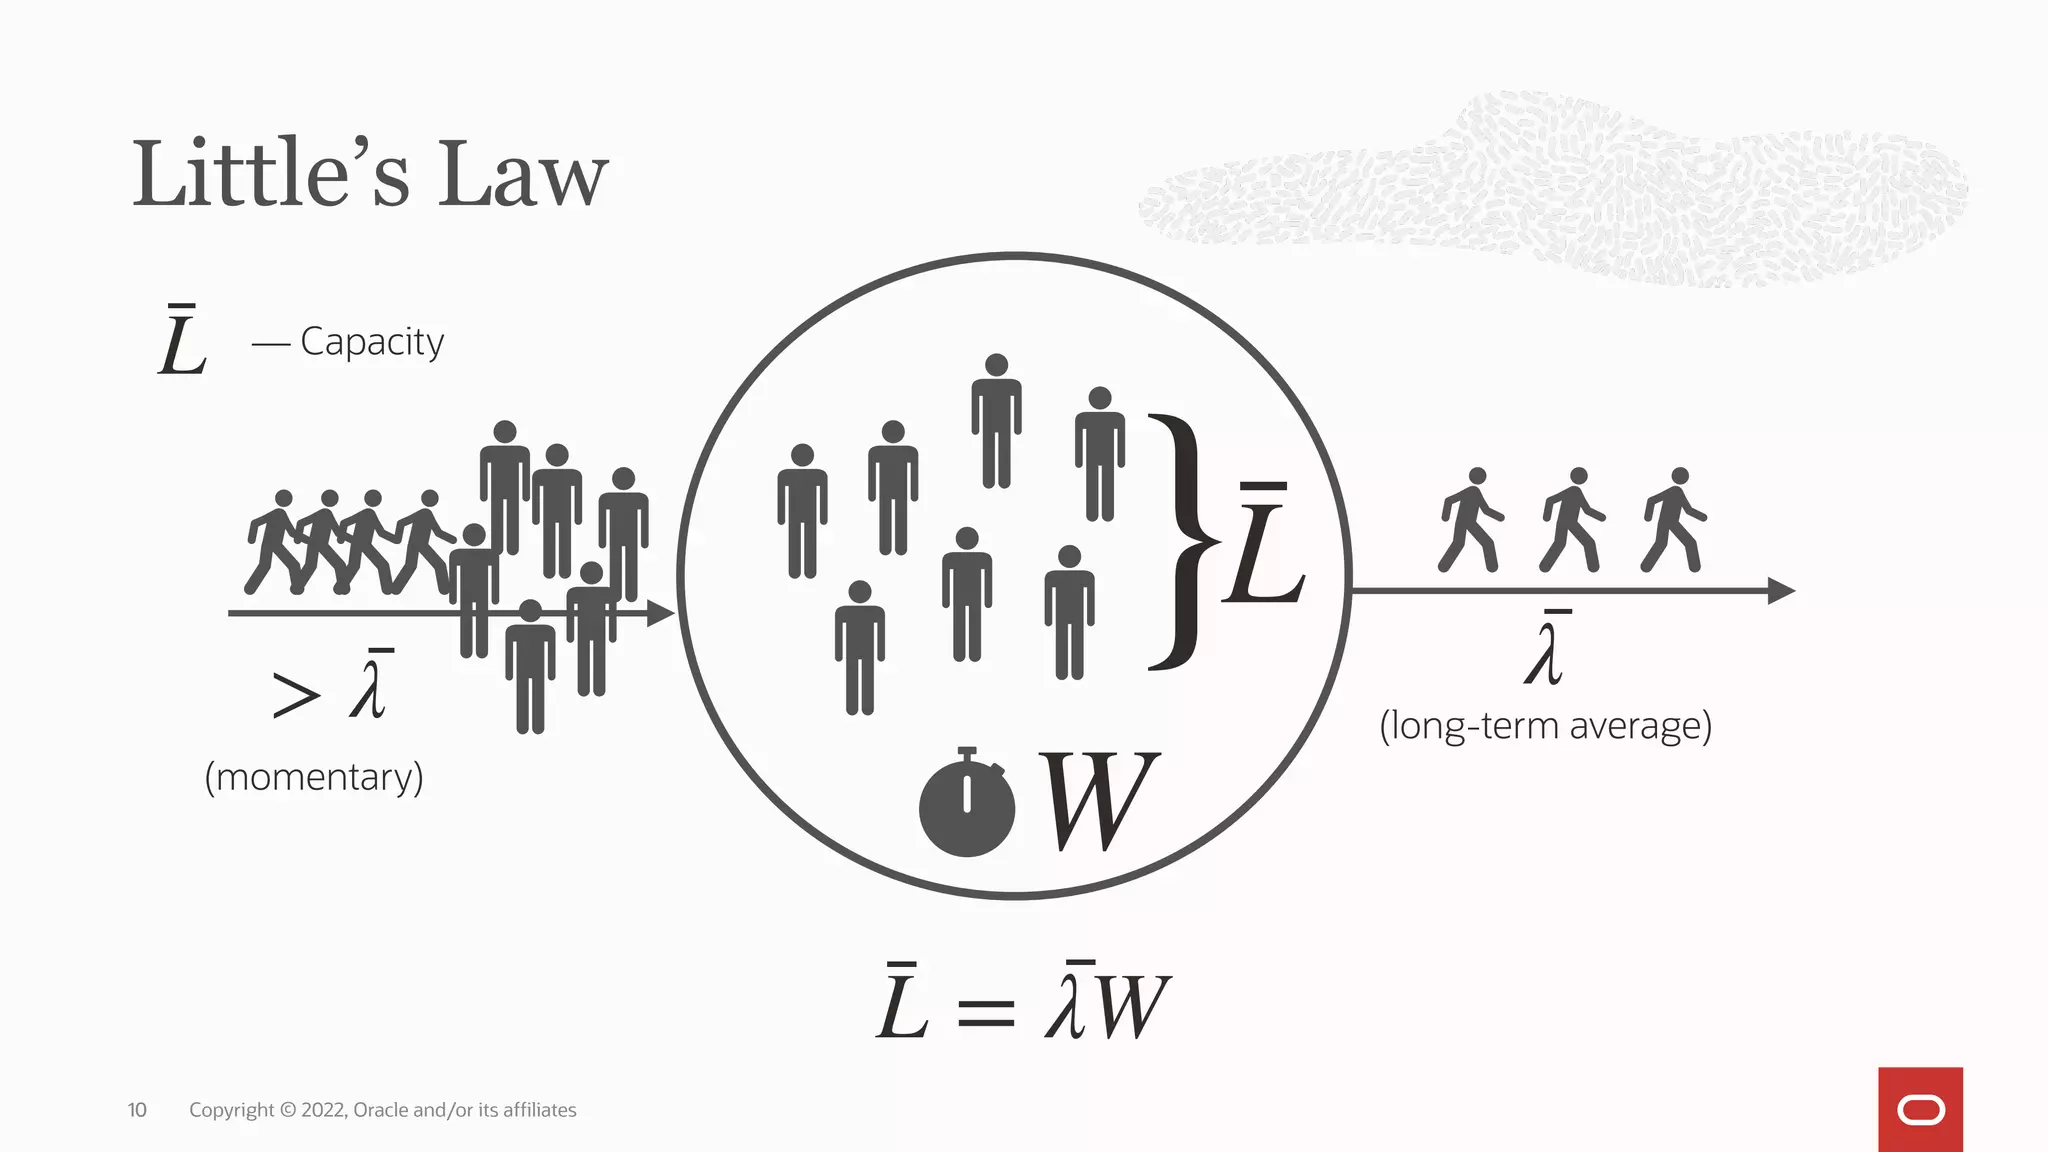 Little’s Law
L̄ — Capacity
} L̄
> λ̄
(momentary)
λ̄
(long-term average)
W
L̄ = λ̄W
10 Copyright © 2022, Oracle and/or its affiliates